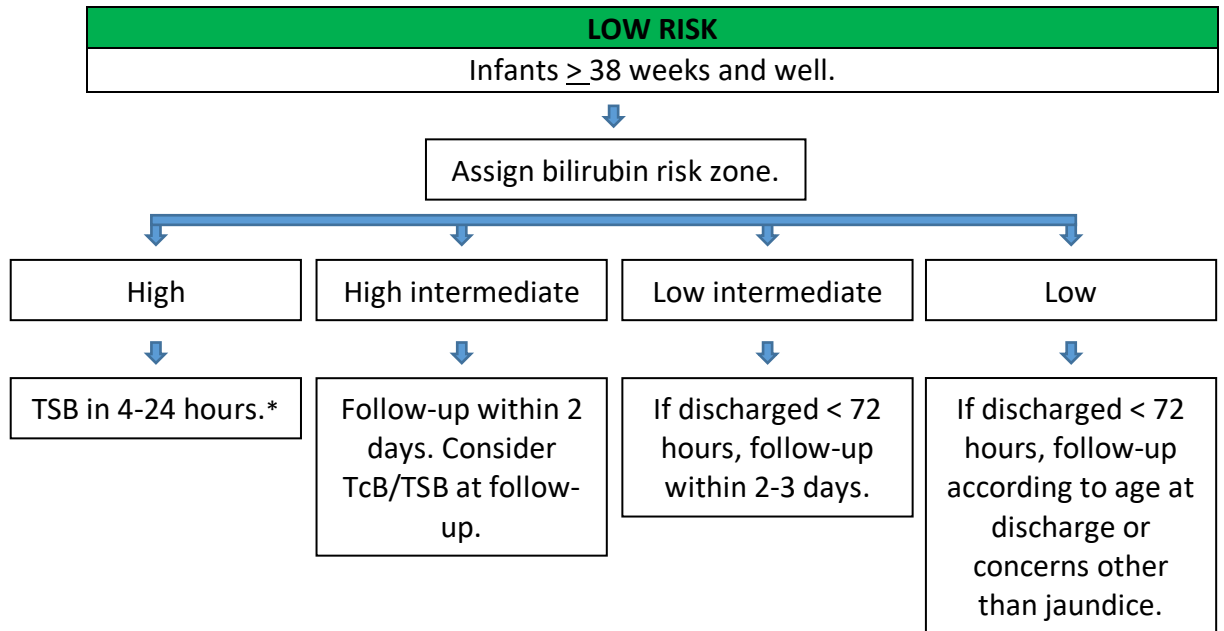 LOW RISK
Infants > 38 weeks and well.
Assign bilirubin risk zone.
High
High intermediate
Low intermediate
Low
TSB in 4-24 hours.*
Follow-up within 2
days. Consider
TcB/TSB at follow-
up.
If discharged < 72
hours, follow-up
within 2-3 days.
If discharged < 72
hours, follow-up
according to age at
discharge or
concerns other
than jaundice.